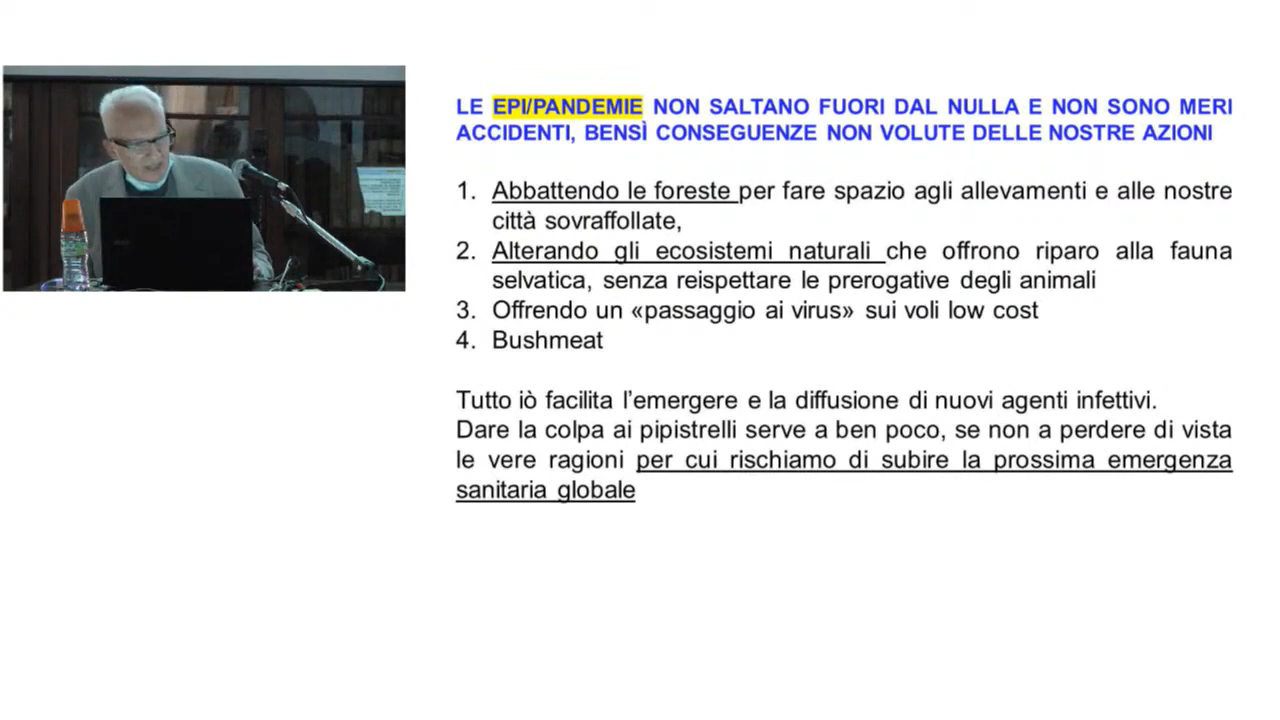 LE EPI/PANDEMIE NON SALTANO FUORI DAL NULLA E NON SONO MERI
ACCIDENTI, BENSÌ CONSEGUENZE NON VOLUTE DELLE NOSTRE AZIONI
1. Abbattendo le foreste per fare spazio agli allevamenti e alle nostre
città sovraffollate,
2. Alterando gli ecosistemi naturali che offrono riparo alla fauna
selvatica, senza reispettare le prerogative degli animali
3. Offrendo un «passaggio ai virus» sui voli low cost
4. Bushmeat
Tutto iò facilita l’emergere e la diffusione di nuovi agenti infettivi.
Dare la colpa ai pipistrelli serve a ben poco, se non a perdere di vista
le vere ragioni per cui rischiamo di subire la prossima emergenza
sanitaria globale